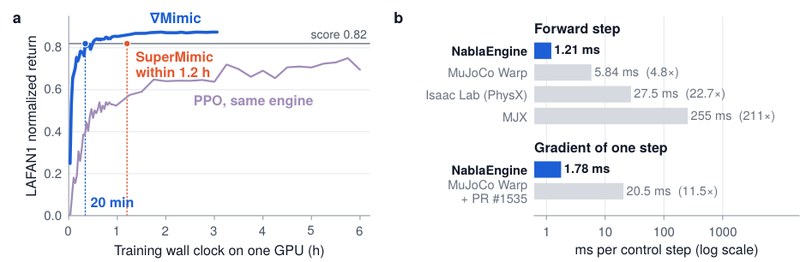 a
∇Mimic
score 0.82
SuperMimic
within 1.2 h
PPO, same engine
20 min
LAFAN1 normalized return
0.8
0.6
0.4
0.2
0.0
0 1 2 3 4 5 6
Training wall clock on one GPU (h)
b
Forward step
NablaEngine 1.21 ms
MuJoCo Warp 5.84 ms (4.8×)
Isaac Lab (PhysX) 27.5 ms (22.7×)
MJX 255 ms (211×)
Gradient of one step
NablaEngine 1.78 ms
MuJoCo Warp
+ PR #1535 20.5 ms (11.5×)
1 10 100 1000
ms per control step (log scale)